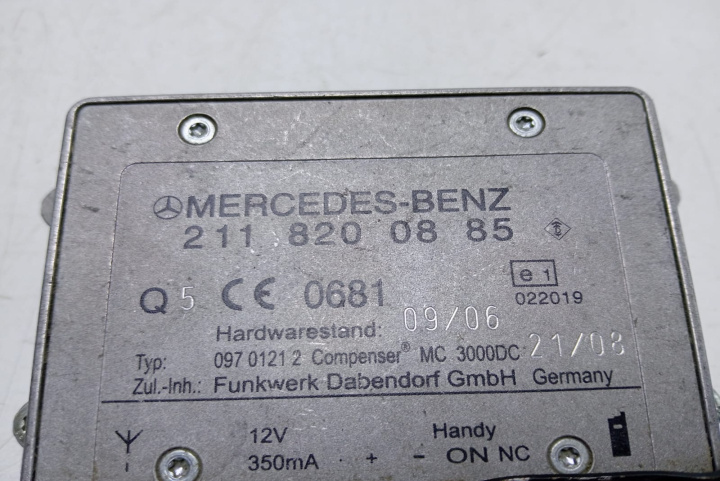 MERCEDES-BENZ
211 820 08 85
Q 5 CE 0681 e1
022019
Hardwarestand: 09/06
Typ: 097 0121 2 Compenser® MC 3000DC 21/08
Zul.-Inh.: Funkwerk Dabendorf GmbH Germany
12V Handy
350mA + - ON NC